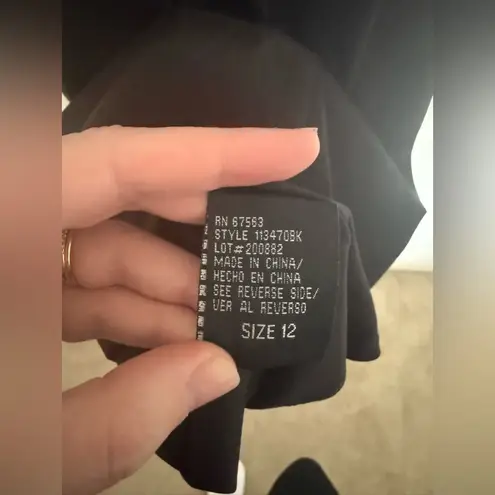 RN 67563
STYLE 113470BK
LOT# 200882
MADE IN CHINA/
HECHO EN CHINA
SEE REVERSE SIDE/
VER AL REVERSO
SIZE 12